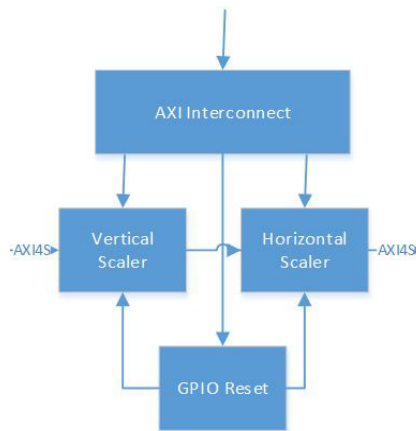 AXI Interconnect
AXI4S
Vertical
Scaler
Horizontal
Scaler
AXI4S
GPIO Reset